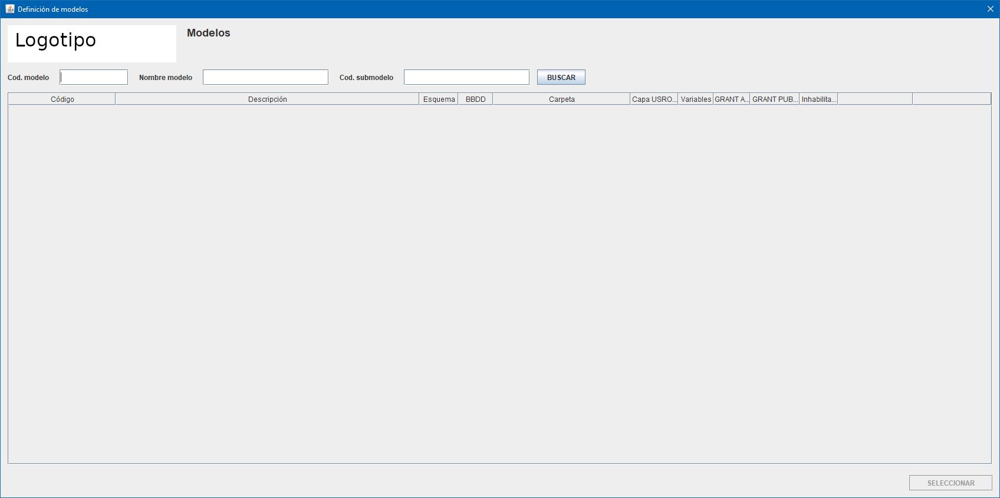 Definición de modelos
Logotipo
Modelos
Cod. modelo Nombre modelo Cod. submodelo BUSCAR
Código Descripción Esquema BBDD Carpeta Capa USRO... Variables GRANT A... GRANT PUB... Inhabilita...
SELECCIONAR